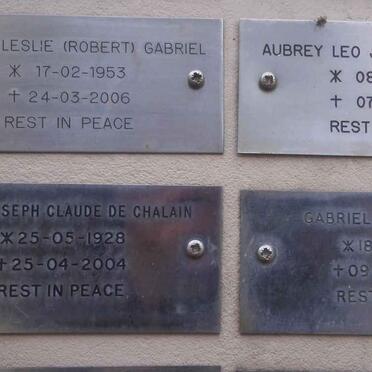 LESLIE (ROBERT) GABRIEL
⚹ 17-02-1953
✝ 24-03-2006
REST IN PEACE
AUBREY LEO
⚹ 08
✝ 07
REST
SEPH CLAUDE DE CHALAIN
⚹25-05-1928
✝25-04-2004
REST IN PEACE
GABRIEL
⚹18
✝09
REST